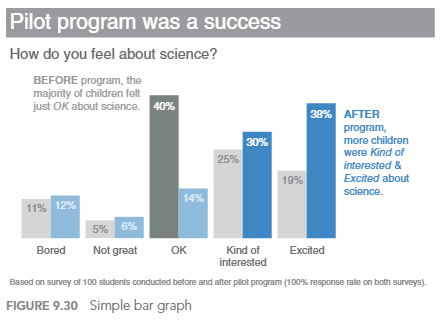 Pilot program was a success
How do you feel about science?
BEFORE program, the
majority of children felt
just OK about science.
40%
38%
AFTER
program,
more children
were Kind of
interested &
Excited about
science.
30%
25%
19%
14%
11%
12%
5%
6%
Bored
Not great
OK
Kind of
interested
Excited
Based on survey of 100 students conducted before and after pilot program (100% response rate on both surveys).
FIGURE 9.30 Simple bar graph